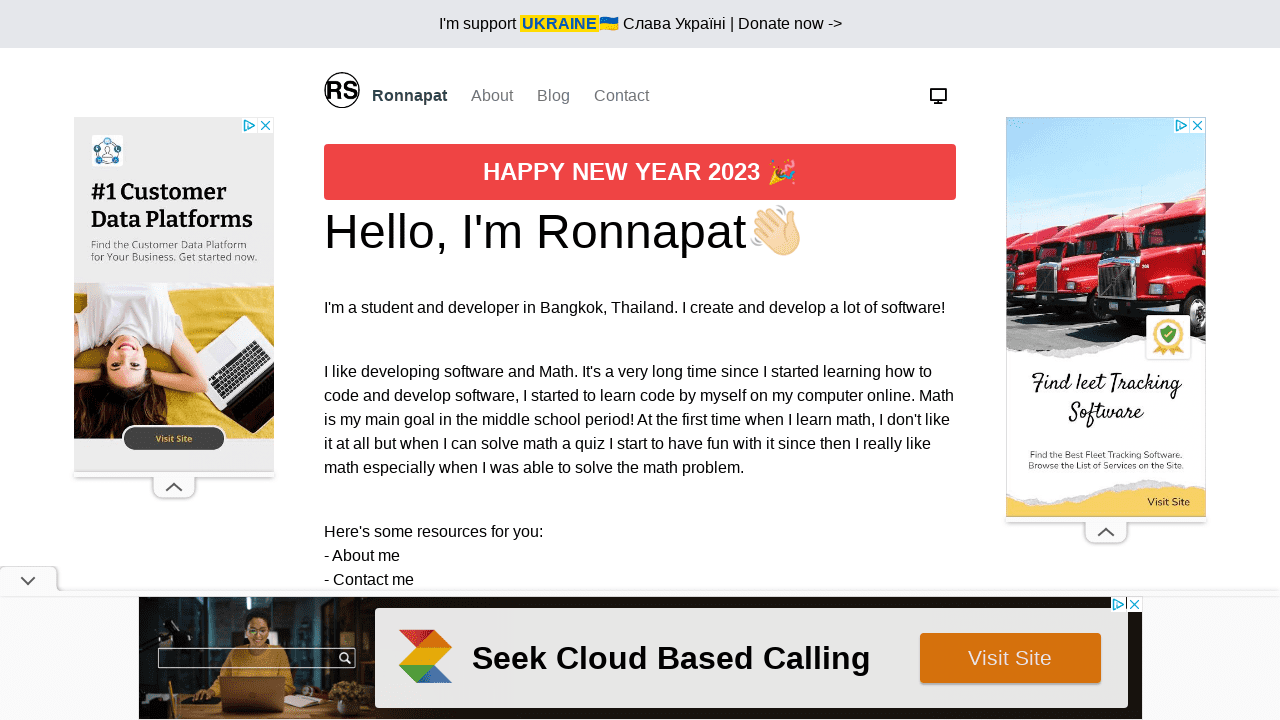 I'm support UKRAINE🇺🇦 Слава Україні | Donate now ->
RS Ronnapat About Blog Contact
HAPPY NEW YEAR 2023 🎉
Hello, I'm Ronnapat👋🏻
I'm a student and developer in Bangkok, Thailand. I create and develop a lot of software!
I like developing software and Math. It's a very long time since I started learning how to
code and develop software, I started to learn code by myself on my computer online. Math
is my main goal in the middle school period! At the first time when I learn math, I don't like
it at all but when I can solve math a quiz I start to have fun with it since then I really like
math especially when I was able to solve the math problem.
Here's some resources for you:
- About me
- Contact me
#1 Customer
Data Platforms
Find the Customer Data Platform
for Your Business. Get started now.
Visit Site
Find leet Tracking
Software
Find the Best Fleet Tracking Software.
Browse the List of Services on the Site.
Visit Site
Seek Cloud Based Calling
Visit Site